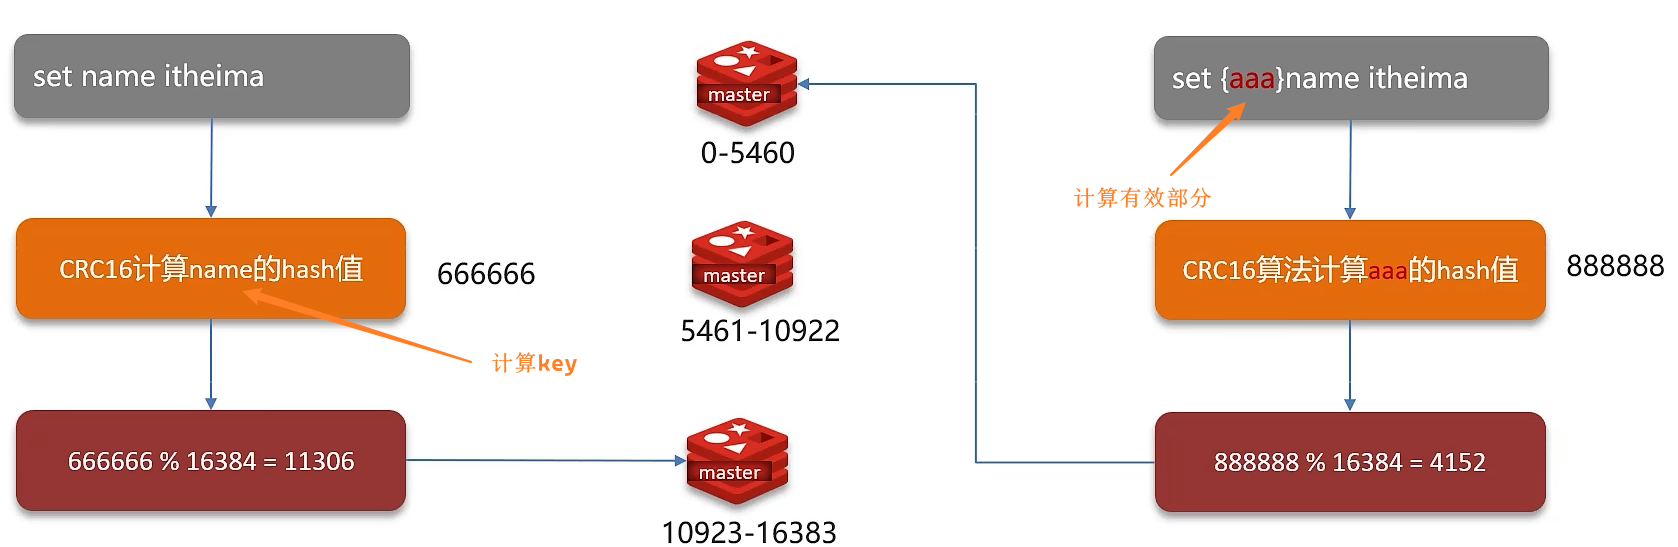 set name itheima
CRC16计算name的hash值
666666
计算key
666666 % 16384 = 11306
master
0-5460
master
5461-10922
master
10923-16383
set {aaa}name itheima
计算有效部分
CRC16算法计算aaa的hash值
888888
888888 % 16384 = 4152